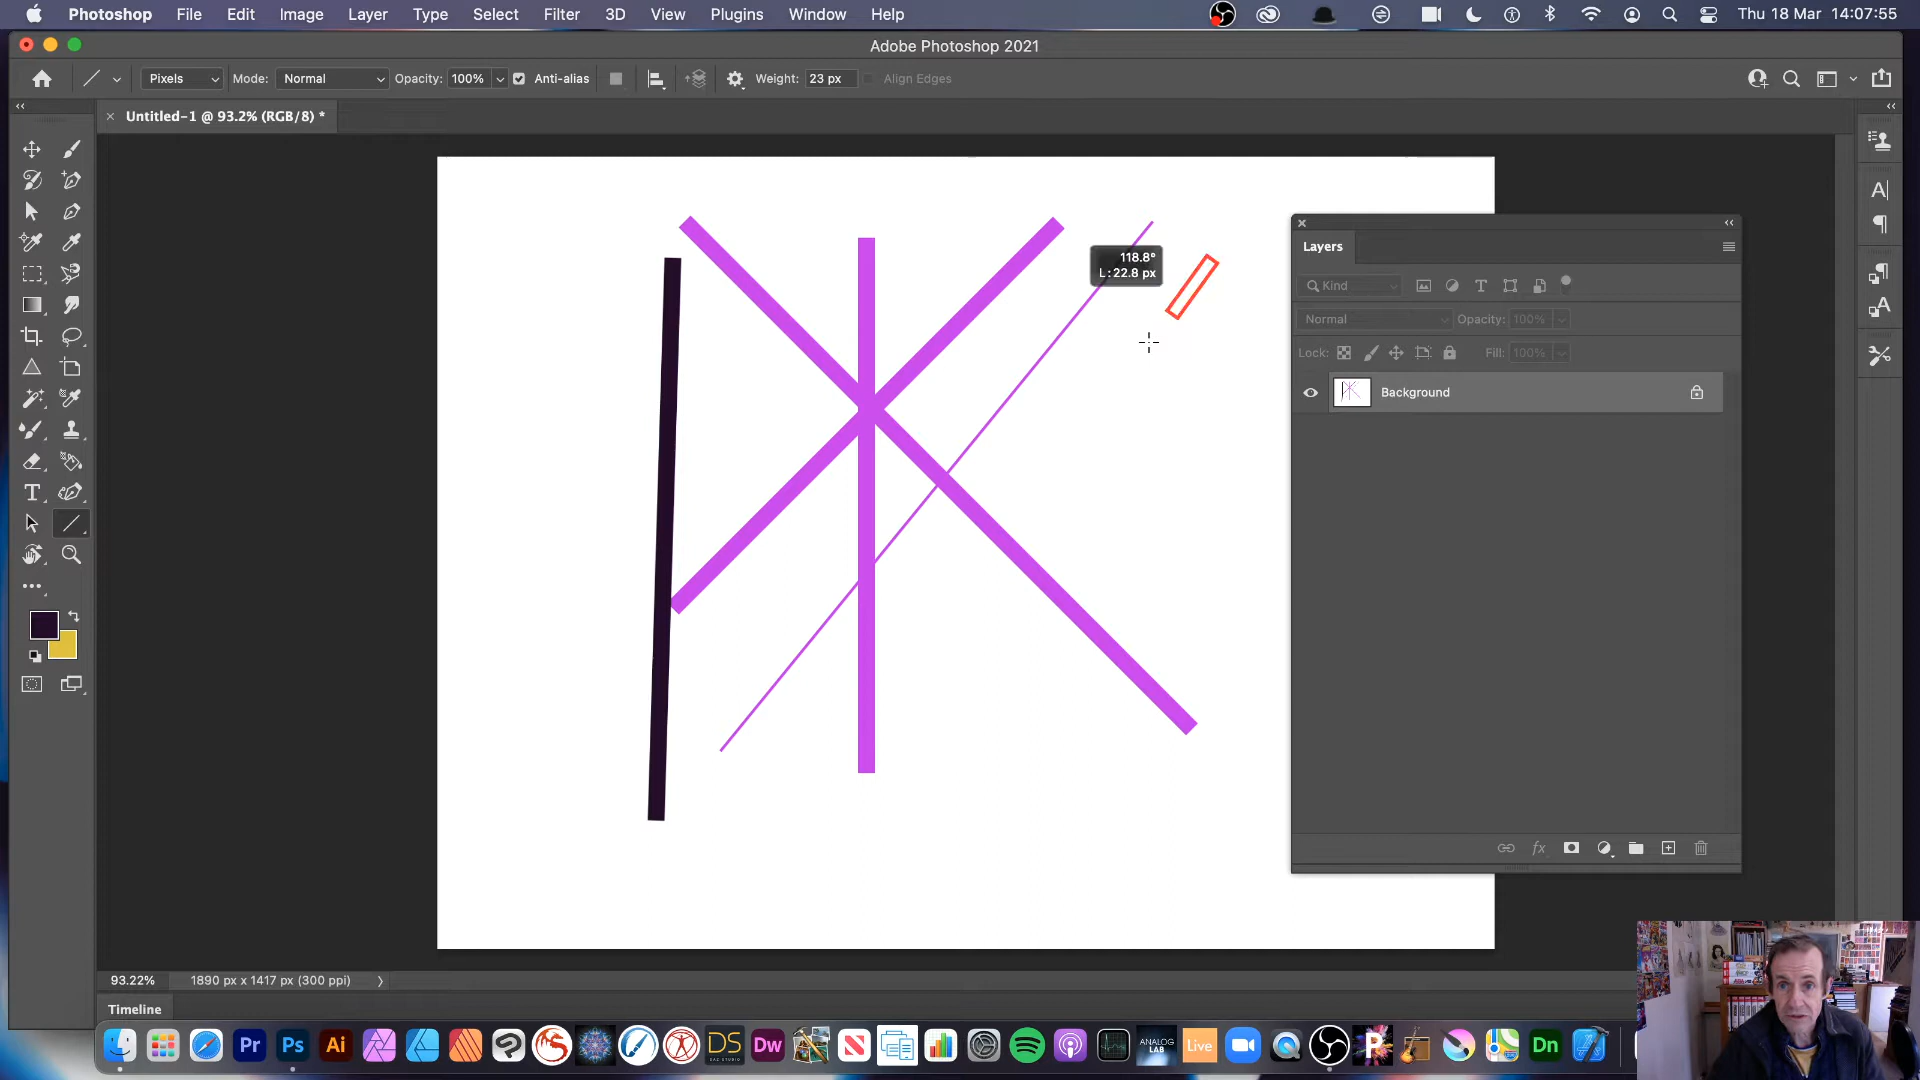 Photoshop File Edit Image Layer Type Select Filter 3D View Plugins Window Help Thu 18 Mar 14:07:55
Adobe Photoshop 2021
Pixels Mode: Normal Opacity: 100% Anti-alias Weight: 23 px Align Edges
× Untitled-1 @ 93.2% (RGB/8) *
Layers
118.8°
L: 22.8 px
Kind
Normal Opacity: 100%
Lock: Fill: 100%
Background
fx
93.22% 1890 px x 1417 px (300 ppi)
Timeline
Pr Ps Ai DS Dw ANALOG LAB Live P Dn